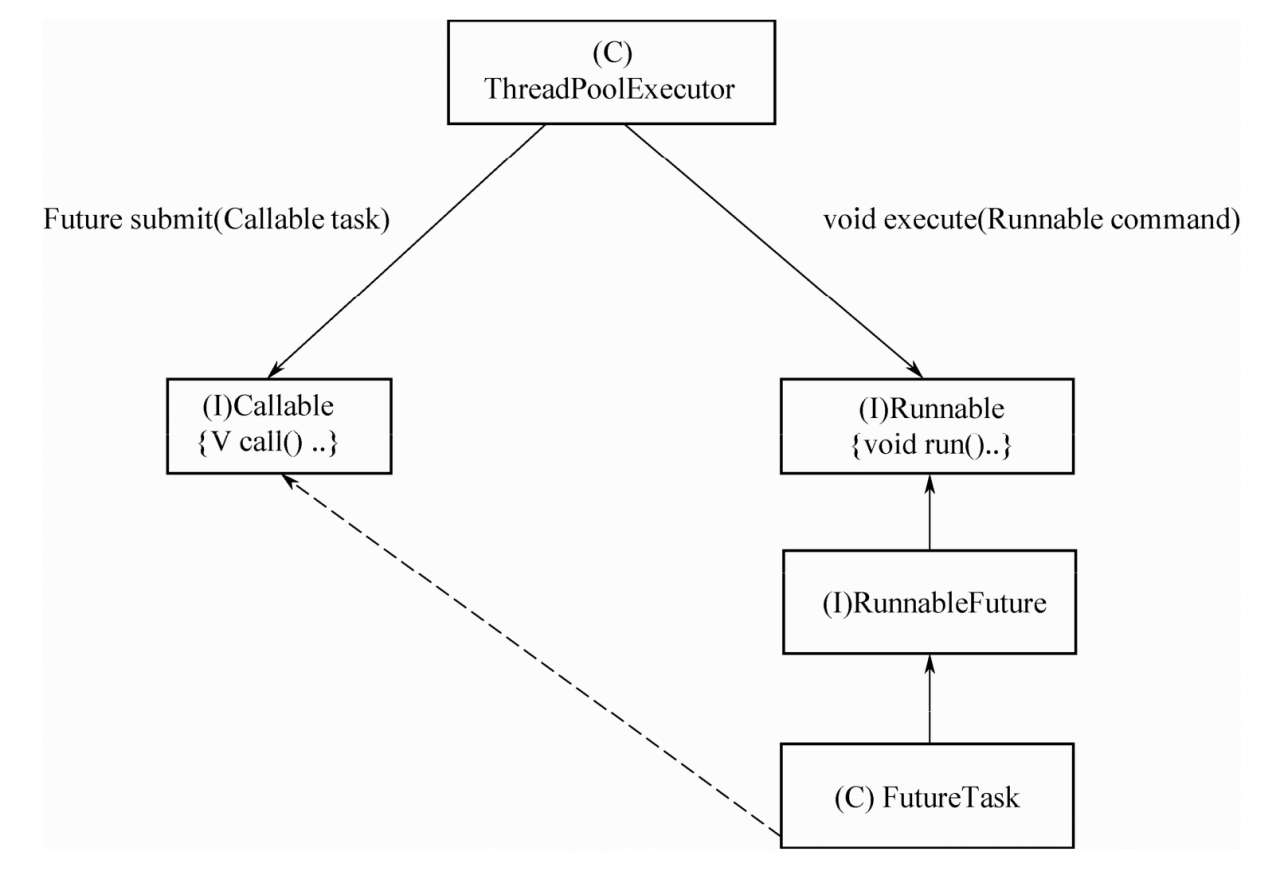 (C)
ThreadPoolExecutor
Future submit(Callable task)
void execute(Runnable command)
(I)Callable
{V call() ..}
(I)Runnable
{void run()..}
(I)RunnableFuture
(C) FutureTask